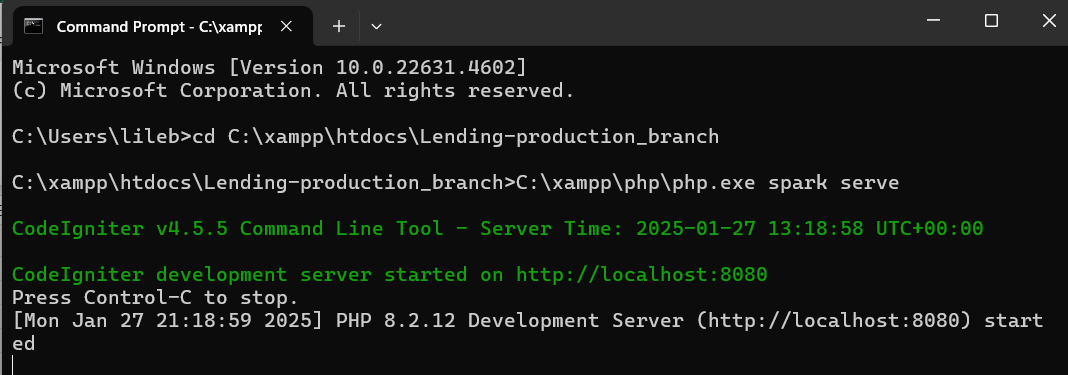 Command Prompt - C:\xampp
Microsoft Windows [Version 10.0.22631.4602]
(c) Microsoft Corporation. All rights reserved.
C:\Users\lileb>cd C:\xampp\htdocs\Lending-production_branch
C:\xampp\htdocs\Lending-production_branch>C:\xampp\php\php.exe spark serve
CodeIgniter v4.5.5 Command Line Tool - Server Time: 2025-01-27 13:18:58 UTC+00:00
CodeIgniter development server started on http://localhost:8080
Press Control-C to stop.
[Mon Jan 27 21:18:59 2025] PHP 8.2.12 Development Server (http://localhost:8080) start
ed